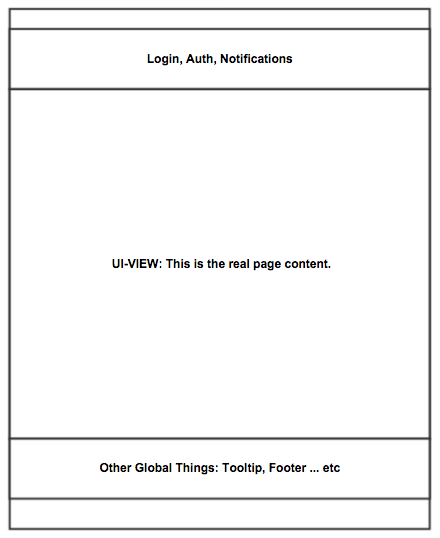 Login, Auth, Notifications
UI-VIEW: This is the real page content.
Other Global Things: Tooltip, Footer ... etc